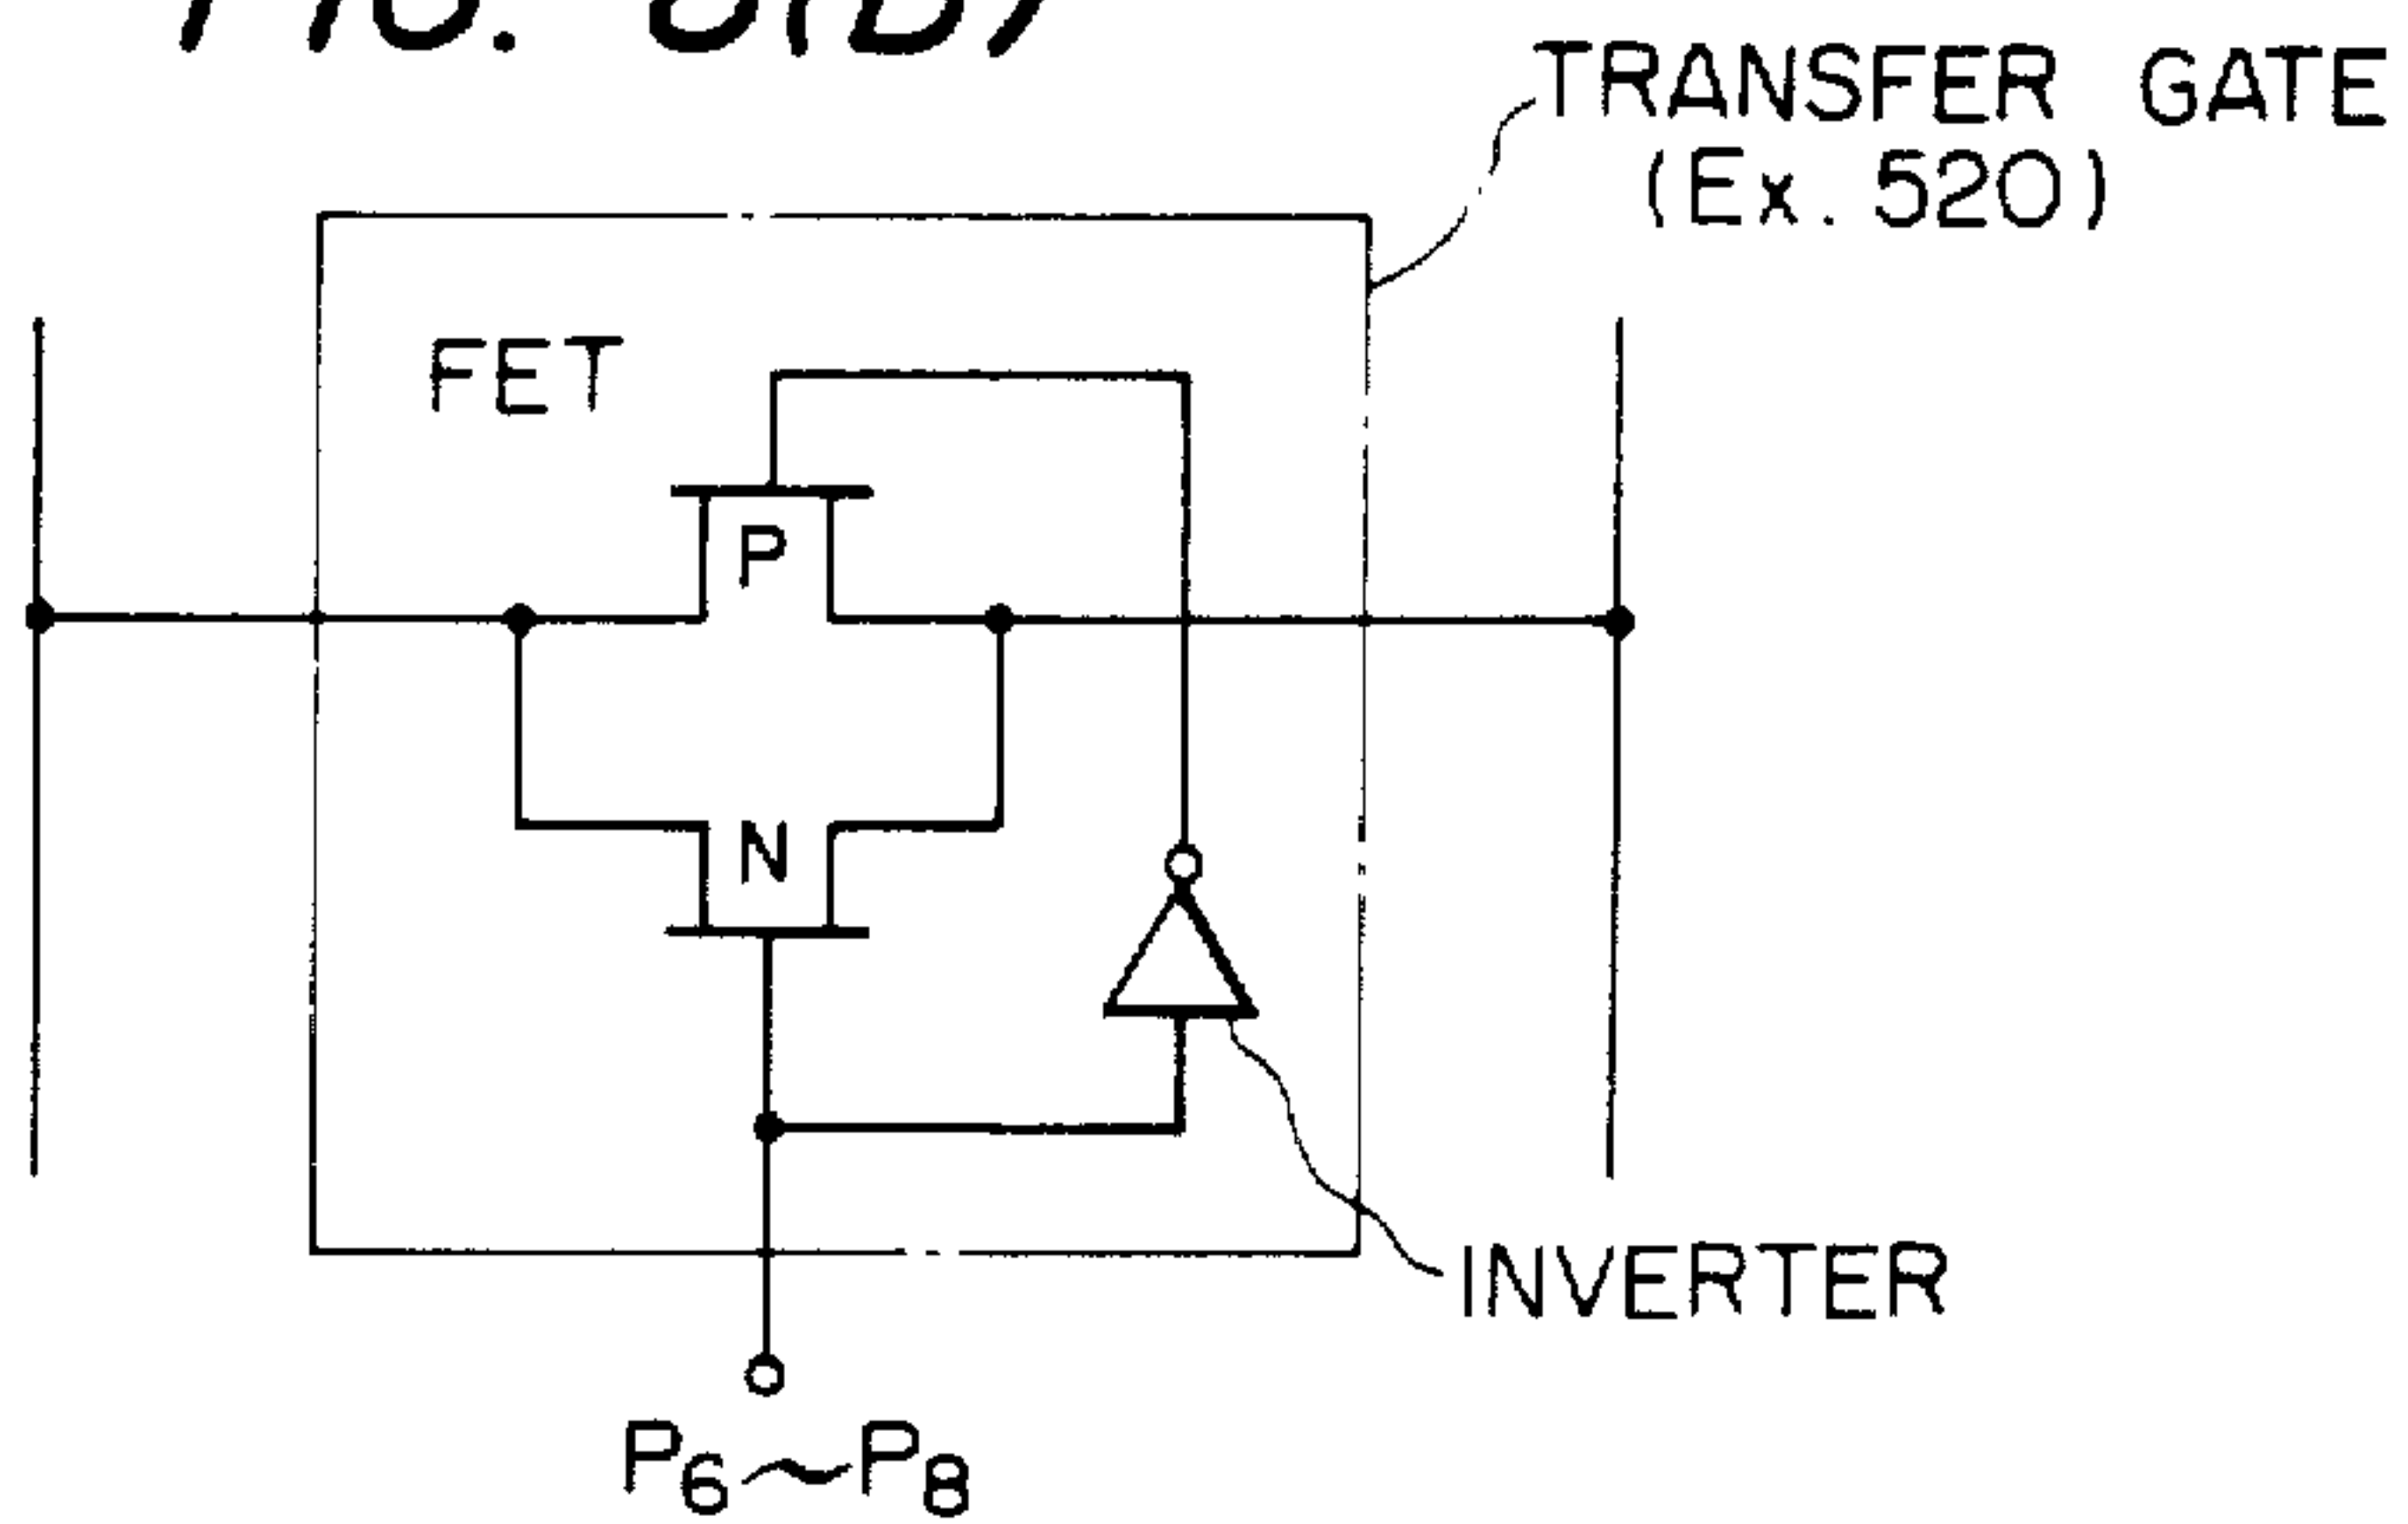 TRANSFER GATE
(Ex. 520)
FET
P
N
INVERTER
P6~P8